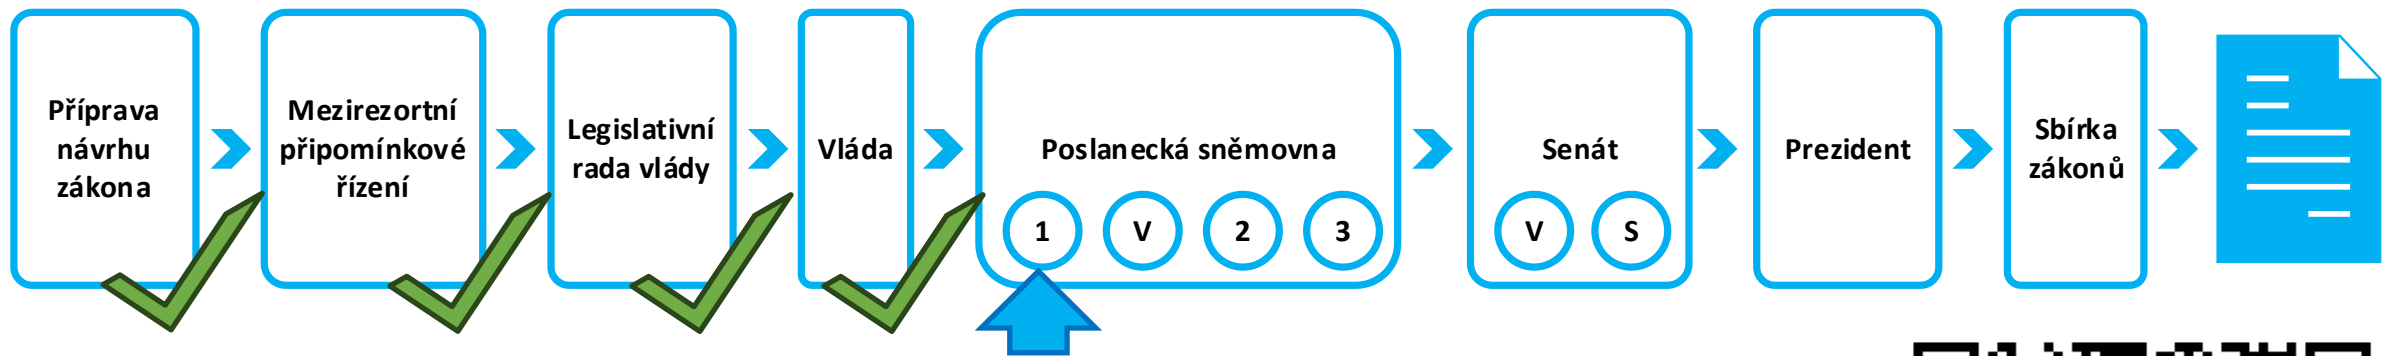 Příprava
návrhu
zákona
Mezirezortní
připomínkové
řízení
Legislativní
rada vlády
Vláda
Poslanecká sněmovna
1 V 2 3
Senát
V S
Prezident
Sbírka
zákonů